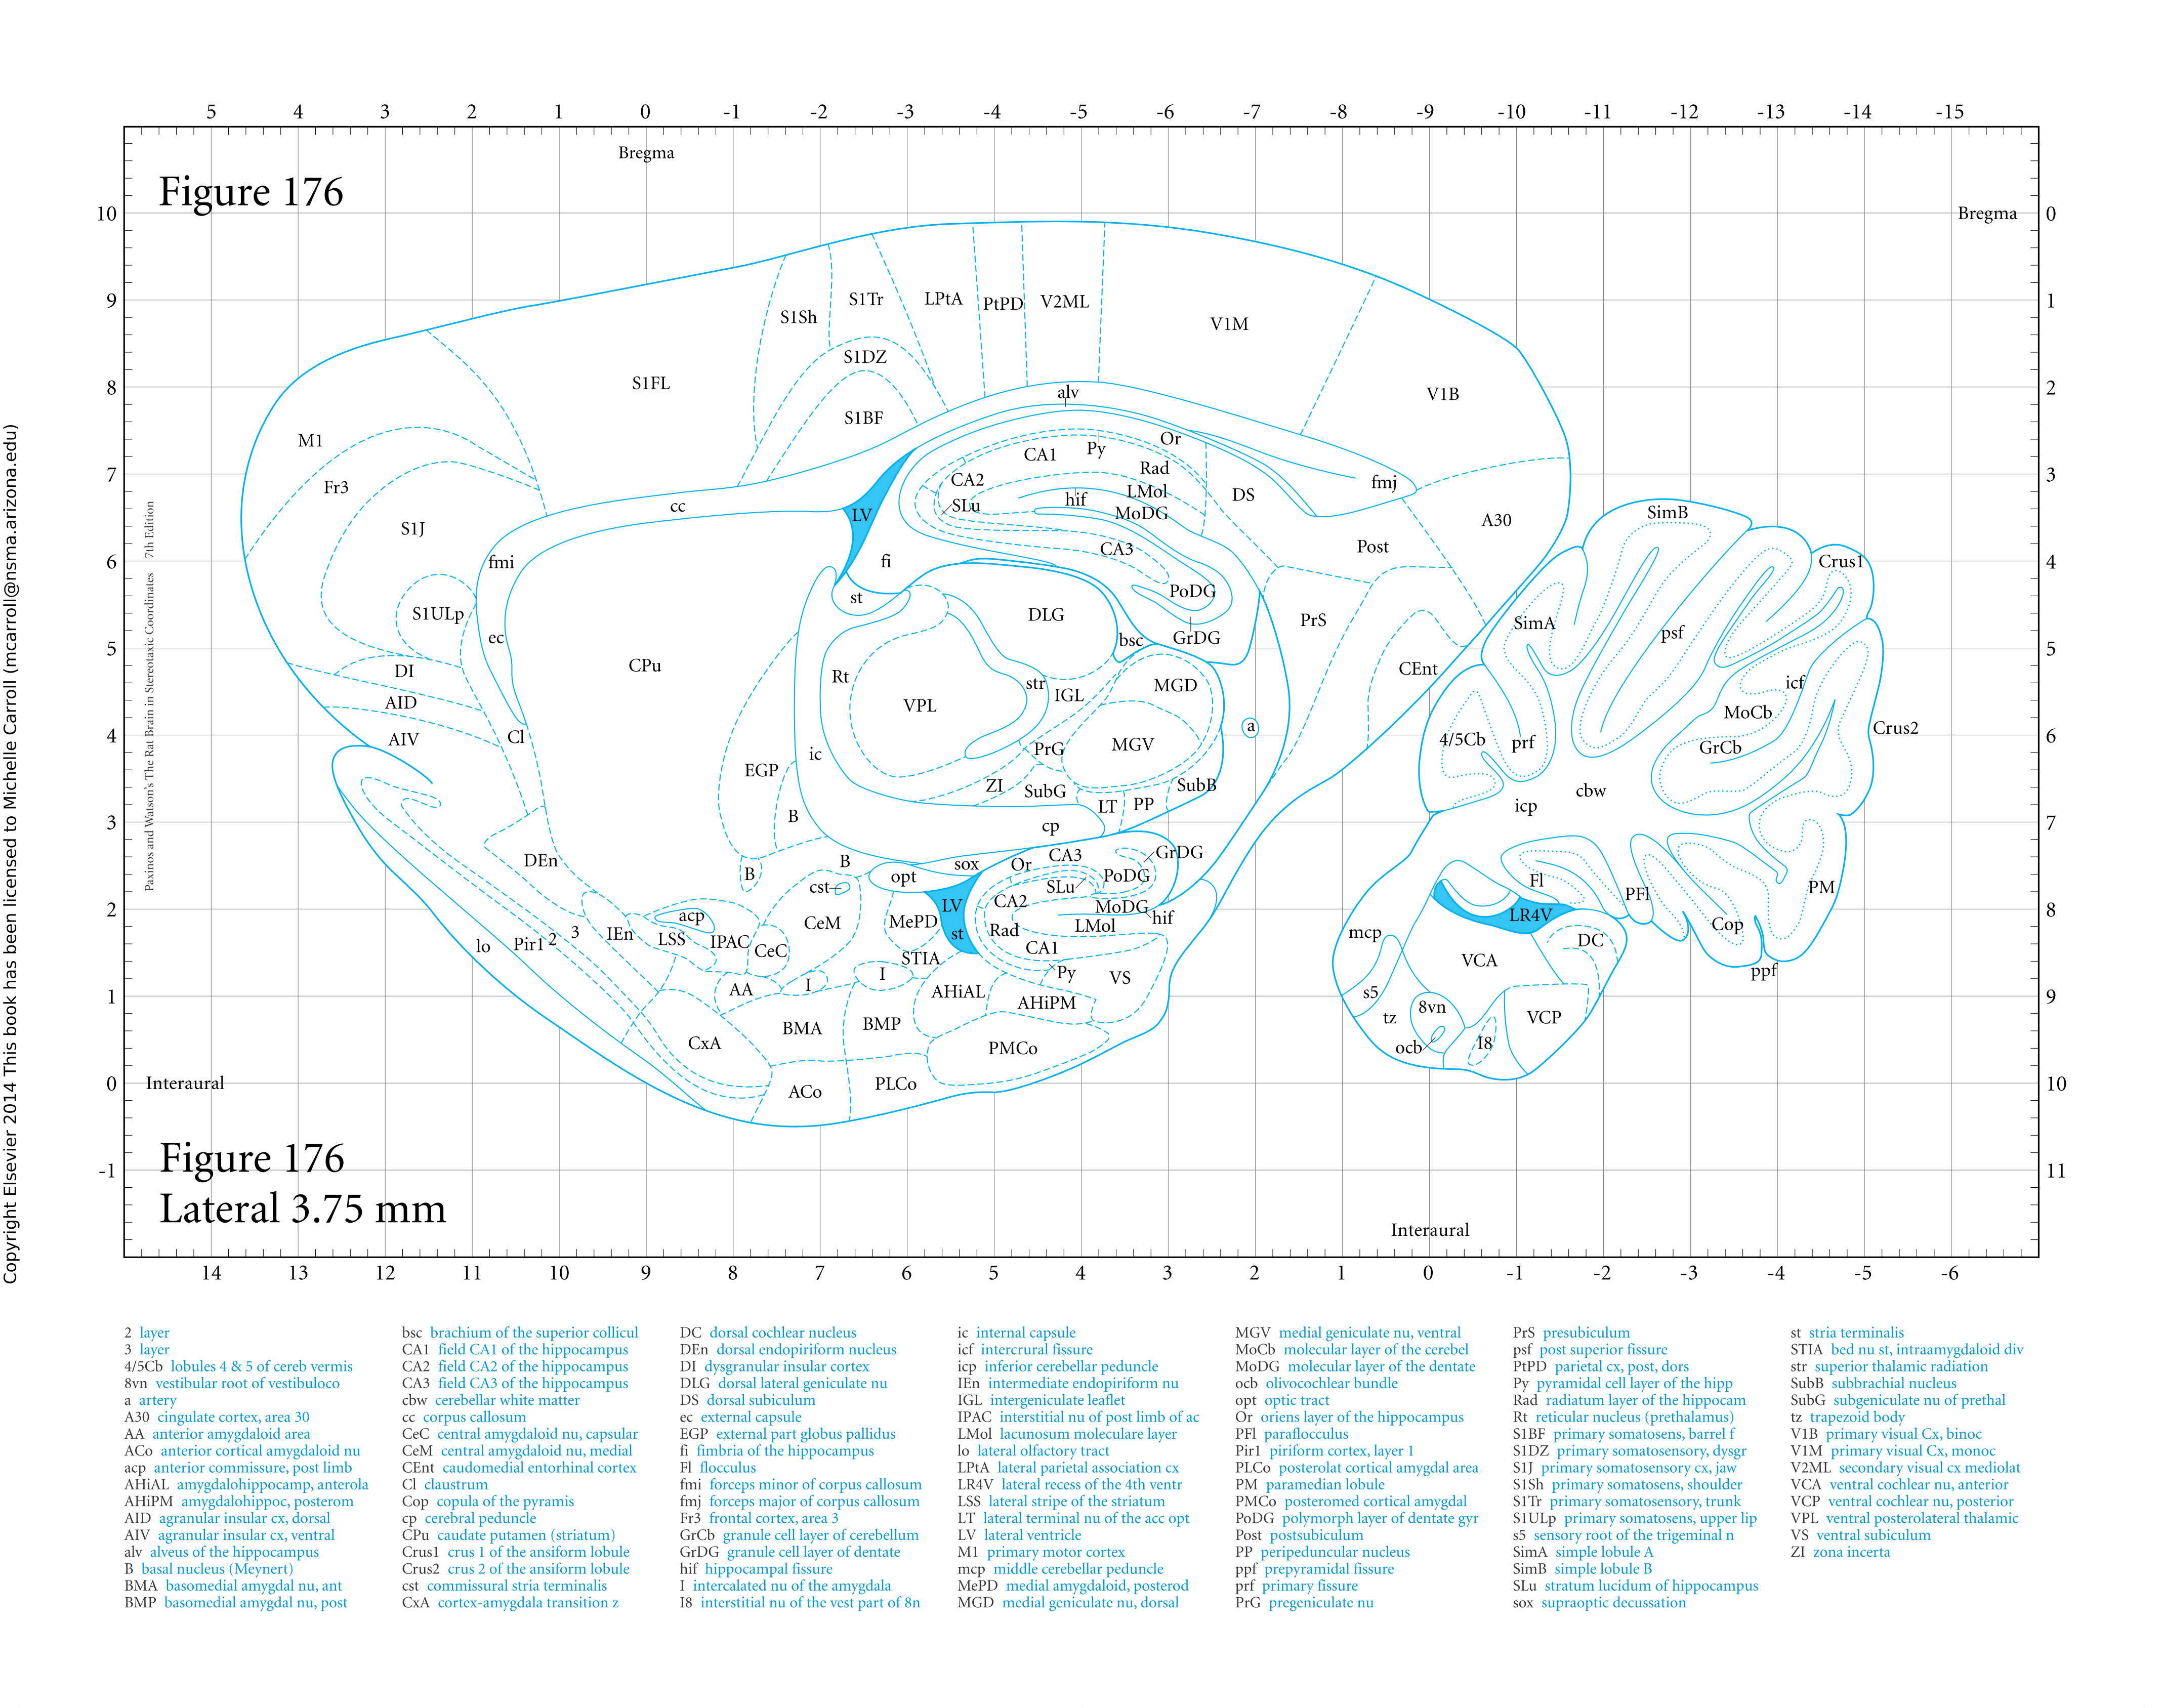 5 4 3 2 1 0 -1 -2 -3 -4 -5 -6 -7 -8 -9 -10 -11 -12 -13 -14 -15
Bregma
Figure 176
10 Bregma 0
9 S1Sh S1Tr LPtA PtPD V2ML V1M 1
S1DZ
8 S1FL S1BF alv V1B 2
M1 CA1 Py Or
7 Rad 3
Fr3 CA2 LMol DS fmj
cc LV SLu hif MoDG SimB
S1J A30
CA3 Post
6 fmi fi Crus1 4
st PoDG
S1ULp DLG PrS SimA
ec bsc GrDG psf
5 5
DI CPu Rt str MGD CEnt icf
AID VPL IGL MoCb
AIV Cl a Crus2
4 PrG MGV 4/5Cb prf GrCb 6
ic
EGP ZI SubG SubB cbw
B LT PP icp
7
3 cp
DEn B sox Or CA3 GrDG
B cst opt SLu PoDG Fl PFl PM
2 acp LV CA2 MoDG hif LR4V 8
IEn CeM MePD Rad LMol Cop
lo Pir1 2 3 LSS IPAC CeC st CA1 mcp DC
STIA Py VS VCA ppf
1 AA I I AHiAL AHiPM s5 9
8vn
BMA BMP tz VCP
CxA PMCo ocb I8
0 Interaural ACo PLCo 10
Figure 176
-1 11
Lateral 3.75 mm
Interaural
14 13 12 11 10 9 8 7 6 5 4 3 2 1 0 -1 -2 -3 -4 -5 -6
Copyright Elsevier 2014 This book has been licensed to Michelle Carroll (mcarroll@nsma.arizona.edu)
Paxinos and Watson's The Rat Brain in Stereotaxic Coordinates 7th Edition
2 layer
3 layer
4/5Cb lobules 4 & 5 of cereb vermis
8vn vestibular root of vestibuloco
a artery
A30 cingulate cortex, area 30
AA anterior amygdaloid area
ACo anterior cortical amygdaloid nu
acp anterior commissure, post limb
AHiAL amygdalohippocamp, anterola
AHiPM amygdalohippoc, posterom
AID agranular insular cx, dorsal
AIV agranular insular cx, ventral
alv alveus of the hippocampus
B basal nucleus (Meynert)
BMA basomedial amygdal nu, ant
BMP basomedial amygdal nu, post
bsc brachium of the superior collicul
CA1 field CA1 of the hippocampus
CA2 field CA2 of the hippocampus
CA3 field CA3 of the hippocampus
cbw cerebellar white matter
cc corpus callosum
CeC central amygdaloid nu, capsular
CeM central amygdaloid nu, medial
CEnt caudomedial entorhinal cortex
Cl claustrum
Cop copula of the pyramis
cp cerebral peduncle
CPu caudate putamen (striatum)
Crus1 crus 1 of the ansiform lobule
Crus2 crus 2 of the ansiform lobule
cst commissural stria terminalis
CxA cortex-amygdala transition z
DC dorsal cochlear nucleus
DEn dorsal endopiriform nucleus
DI dysgranular insular cortex
DLG dorsal lateral geniculate nu
DS dorsal subiculum
ec external capsule
EGP external part globus pallidus
fi fimbria of the hippocampus
Fl flocculus
fmi forceps minor of corpus callosum
fmj forceps major of corpus callosum
Fr3 frontal cortex, area 3
GrCb granule cell layer of cerebellum
GrDG granule cell layer of dentate
hif hippocampal fissure
I intercalated nu of the amygdala
I8 interstitial nu of the vest part of 8n
ic internal capsule
icf intercrural fissure
icp inferior cerebellar peduncle
IEn intermediate endopiriform nu
IGL intergeniculate leaflet
IPAC interstitial nu of post limb of ac
LMol lacunosum moleculare layer
lo lateral olfactory tract
LPtA lateral parietal association cx
LR4V lateral recess of the 4th ventr
LSS lateral stripe of the striatum
LT lateral terminal nu of the acc opt
LV lateral ventricle
M1 primary motor cortex
mcp middle cerebellar peduncle
MePD medial amygdaloid, posterod
MGD medial geniculate nu, dorsal
MGV medial geniculate nu, ventral
MoCb molecular layer of the cerebel
MoDG molecular layer of the dentate
ocb olivocochlear bundle
opt optic tract
Or oriens layer of the hippocampus
PFl paraflocculus
Pir1 piriform cortex, layer 1
PLCo posterolat cortical amygdal area
PM paramedian lobule
PMCo posteromed cortical amygdal
PoDG polymorph layer of dentate gyr
Post postsubiculum
PP peripeduncular nucleus
ppf prepyramidal fissure
prf primary fissure
PrG pregeniculate nu
PrS presubiculum
psf post superior fissure
PtPD parietal cx, post, dors
Py pyramidal cell layer of the hipp
Rad radiatum layer of the hippocam
Rt reticular nucleus (prethalamus)
S1BF primary somatosens, barrel f
S1DZ primary somatosensory, dysgr
S1J primary somatosensory cx, jaw
S1Sh primary somatosens, shoulder
S1Tr primary somatosensory, trunk
S1ULp primary somatosens, upper lip
s5 sensory root of the trigeminal n
SimA simple lobule A
SimB simple lobule B
SLu stratum lucidum of hippocampus
sox supraoptic decussation
st stria terminalis
STIA bed nu st, intraamygdaloid div
str superior thalamic radiation
SubB subbrachial nucleus
SubG subgeniculate nu of prethal
tz trapezoid body
V1B primary visual Cx, binoc
V1M primary visual Cx, monoc
V2ML secondary visual cx mediolat
VCA ventral cochlear nu, anterior
VCP ventral cochlear nu, posterior
VPL ventral posterolateral thalamic
VS ventral subiculum
ZI zona incerta